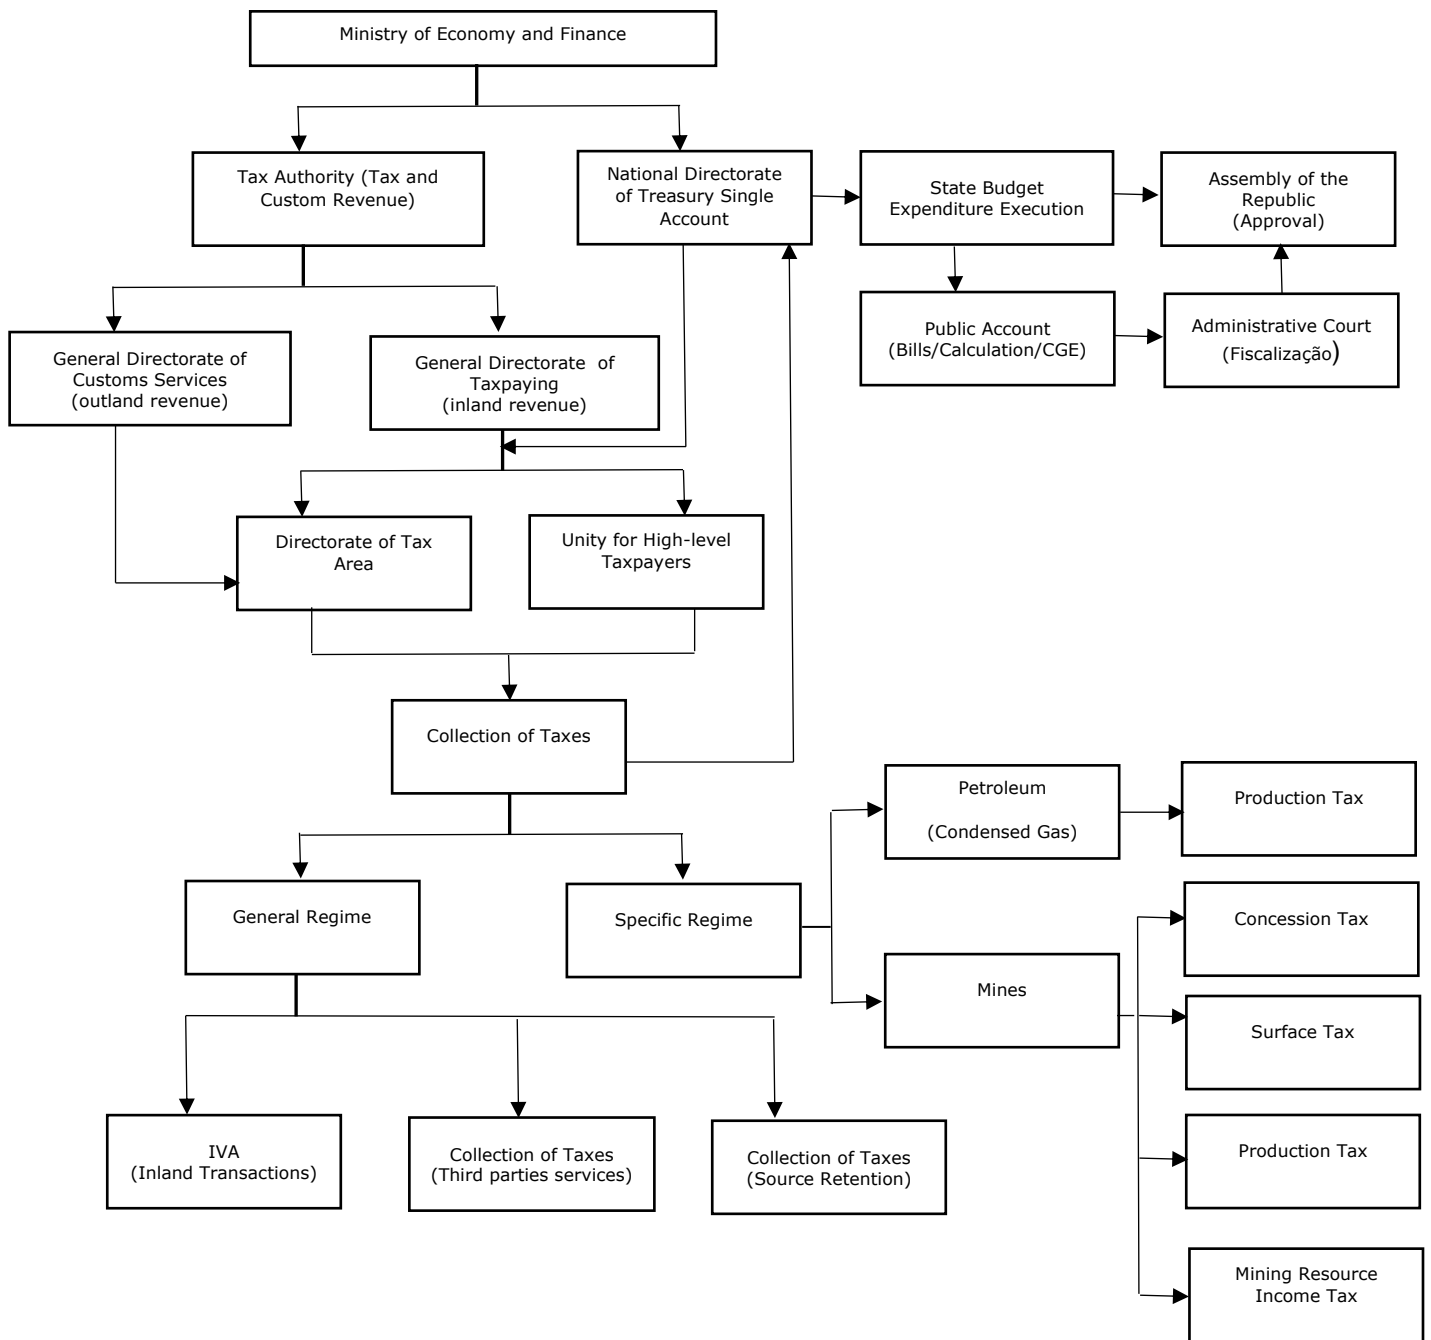 Ministry of Economy and Finance
Tax Authority (Tax and
Custom Revenue)
National Directorate
of Treasury Single
Account
State Budget
Expenditure Execution
Assembly of the
Republic
(Approval)
General Directorate of
Customs Services
(outland revenue)
General Directorate of
Taxpaying
(inland revenue)
Public Account
(Bills/Calculation/CGE)
Administrative Court
(Fiscalização)
Directorate of Tax
Area
Unity for High-level
Taxpayers
Collection of Taxes
Petroleum
(Condensed Gas)
Production Tax
General Regime
Specific Regime
Concession Tax
Mines
Surface Tax
IVA
(Inland Transactions)
Collection of Taxes
(Third parties services)
Collection of Taxes
(Source Retention)
Production Tax
Mining Resource
Income Tax